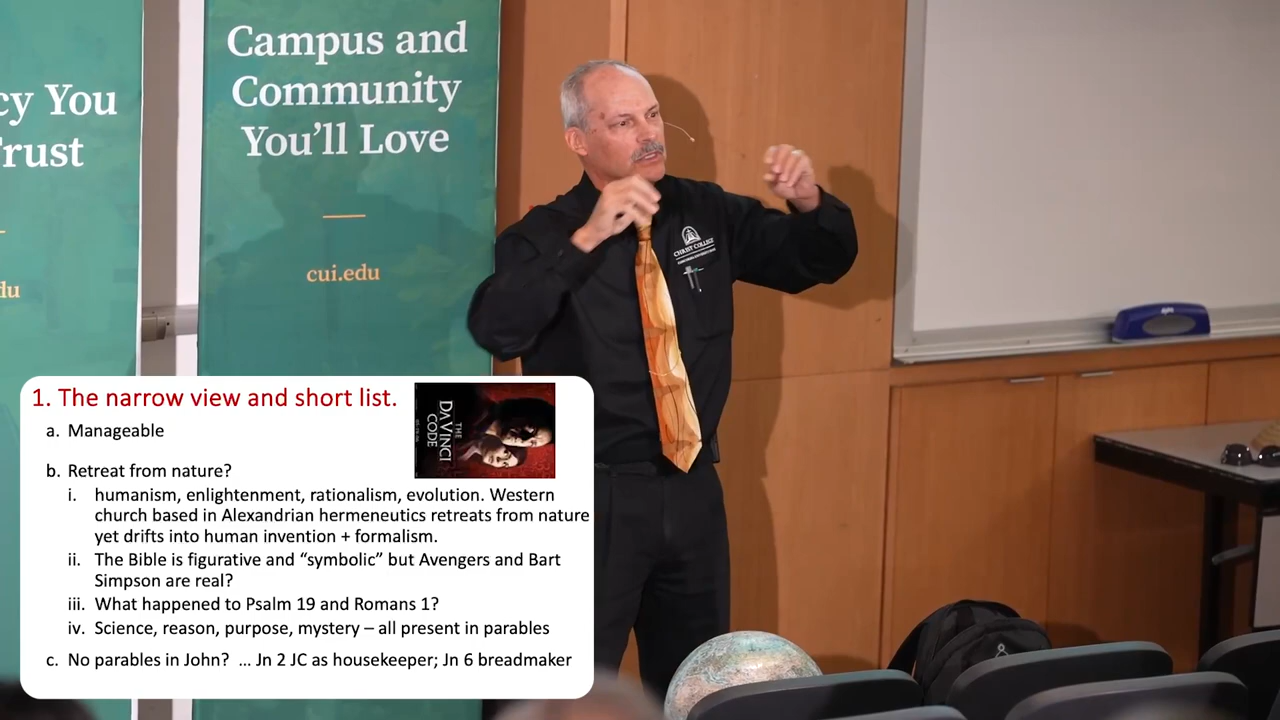 cy You
Trust
du
Campus and
Community
You'll Love
cui.edu
CHRIST COLLEGE
1. The narrow view and short list.
THE
DA VINCI
CODE
a. Manageable
b. Retreat from nature?
i. humanism, enlightenment, rationalism, evolution. Western
church based in Alexandrian hermeneutics retreats from nature
yet drifts into human invention + formalism.
ii. The Bible is figurative and “symbolic” but Avengers and Bart
Simpson are real?
iii. What happened to Psalm 19 and Romans 1?
iv. Science, reason, purpose, mystery – all present in parables
c. No parables in John? ... Jn 2 JC as housekeeper; Jn 6 breadmaker